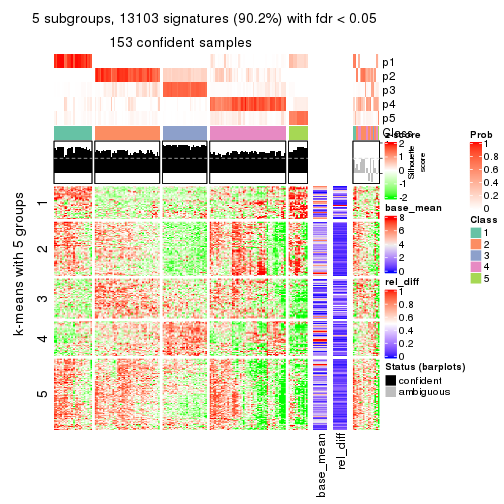 5 subgroups, 13103 signatures (90.2%) with fdr < 0.05
153 confident samples
p1
p2
p3
p4
p5
Class
Silhouette
score
k-means with 5 groups
1
2
3
4
5
base_mean
rel_diff
z-score
2
1
0
-1
-2
base_mean
8
6
4
2
0
rel_diff
1
0.8
0.6
0.4
0.2
0
Status (barplots)
confident
ambiguous
Prob
1
0.8
0.6
0.4
0.2
0
Class
1
2
3
4
5